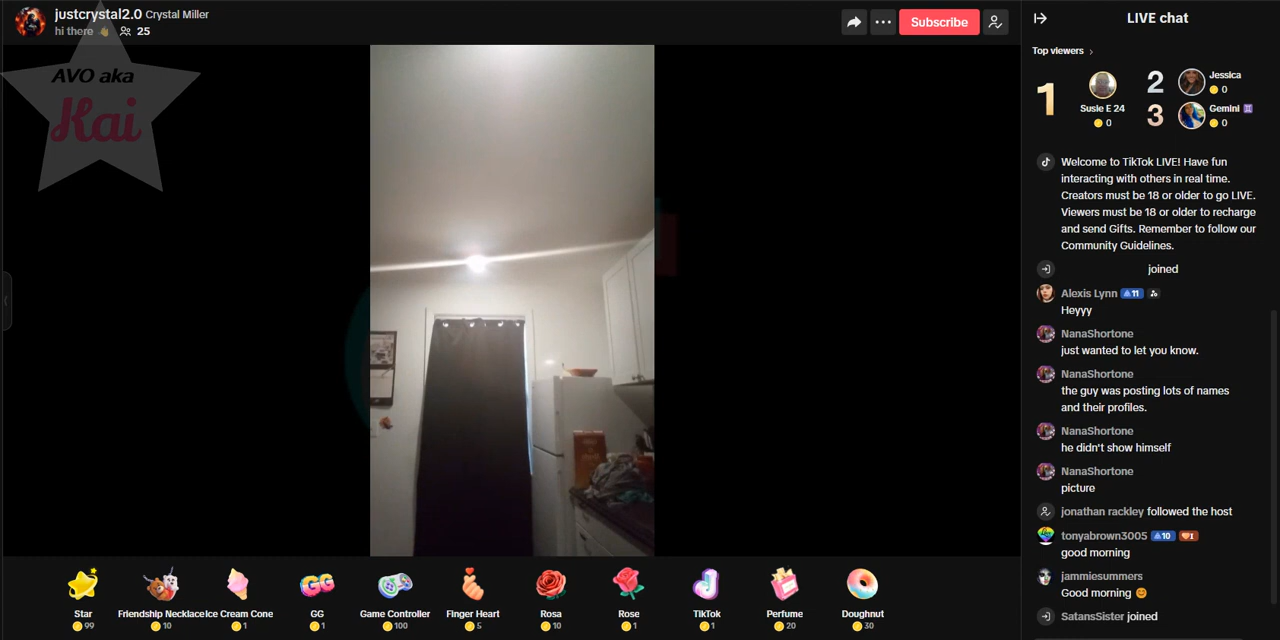 justcrystal2.0 Crystal Miller
hi there 👋 25
Subscribe
AVO aka
Kai
LIVE chat
Top viewers
1
Susie E 24
0
2
Jessica
0
3
Gemini ♊
0
Welcome to TikTok LIVE! Have fun
interacting with others in real time.
Creators must be 18 or older to go LIVE.
Viewers must be 18 or older to recharge
and send Gifts. Remember to follow our
Community Guidelines.
joined
Alexis Lynn 11
Heyyy
NanaShortone
just wanted to let you know.
NanaShortone
the guy was posting lots of names
and their profiles.
NanaShortone
he didn't show himself
NanaShortone
picture
jonathan rackley followed the host
tonyabrown3005 10 I
good morning
jammiesummers
Good morning 😊
SatansSister joined
Star
99
Friendship Necklace
10
Ice Cream Cone
1
GG
GG
1
Game Controller
100
Finger Heart
5
Rosa
10
Rose
1
TikTok
1
Perfume
20
Doughnut
30